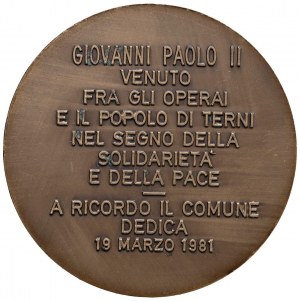 GIOVANNI PAOLO II
VENUTO
FRA GLI OPERAI
E IL POPOLO DI TERNI
NEL SEGNO DELLA
SOLIDARIETÀ
E DELLA PACE
A RICORDO IL COMUNE
DEDICA
19 MARZO 1981